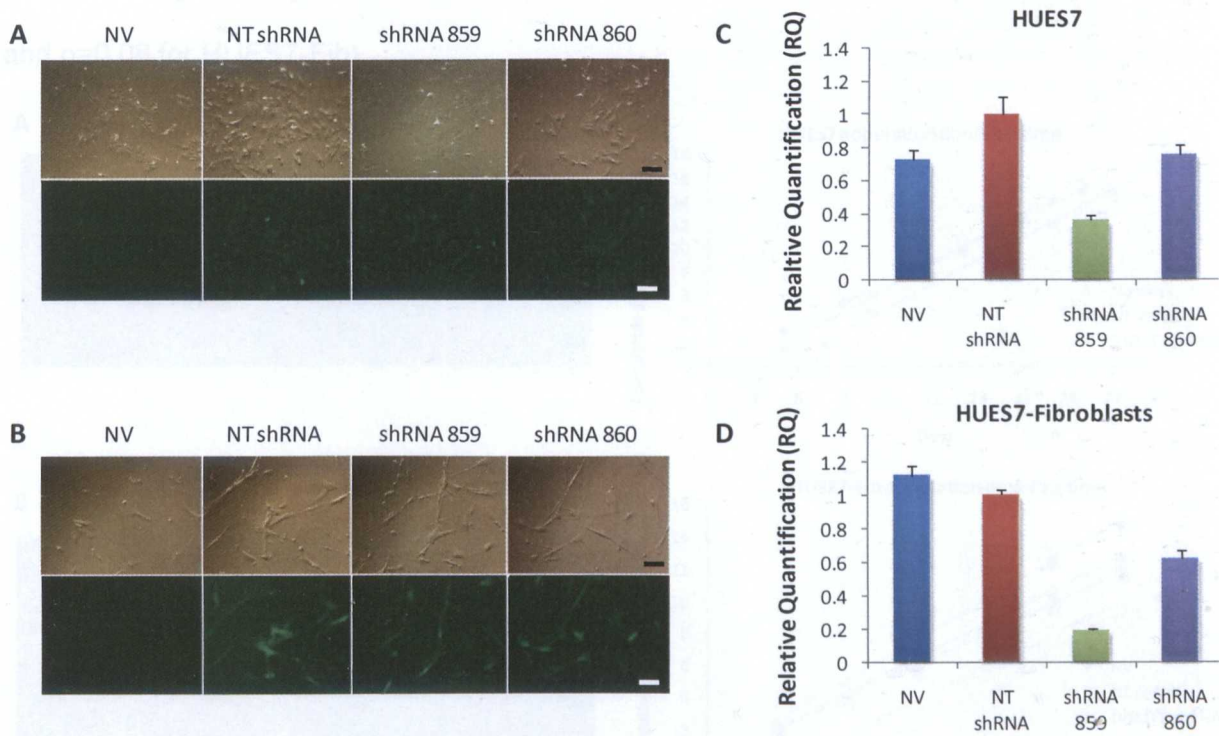 A
NV NT shRNA shRNA 859 shRNA 860
B
NV NT shRNA shRNA 859 shRNA 860
C
HUES7
Realtive Quantification (RQ)
1.4
1.2
1
0.8
0.6
0.4
0.2
0
NV NT shRNA shRNA
shRNA 859 860
D
HUES7-Fibroblasts
Relative Quantification (RQ)
1.4
1.2
1
0.8
0.6
0.4
0.2
0
NV NT shRNA shRNA
shRNA 859 860